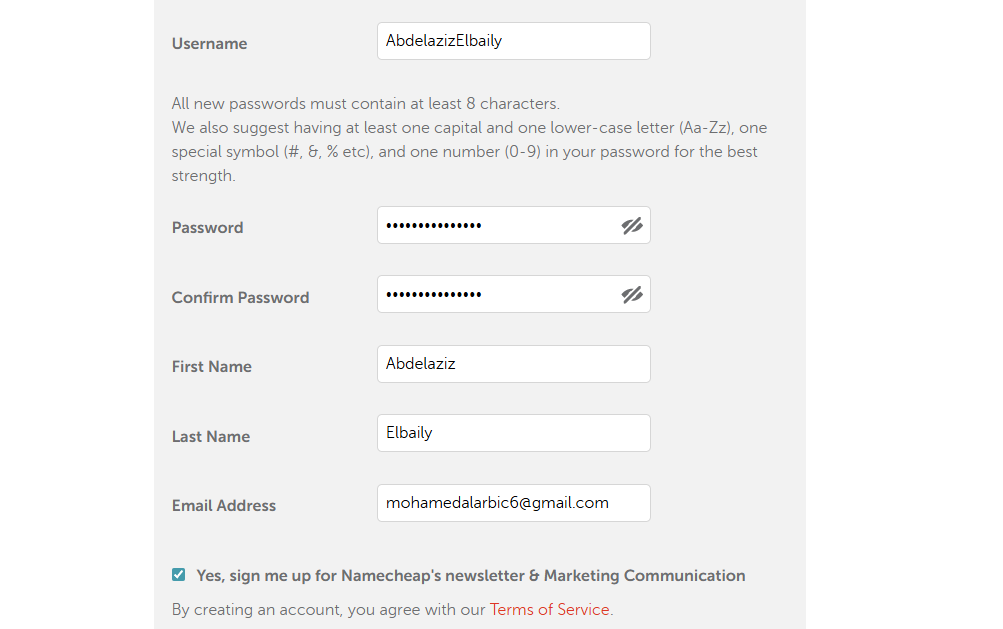 Username
AbdelazizElbaily
All new passwords must contain at least 8 characters.
We also suggest having at least one capital and one lower-case letter (Aa-Zz), one
special symbol (#, &, % etc), and one number (0-9) in your password for the best
strength.
Password
•••••••••••••••
Confirm Password
•••••••••••••••
First Name
Abdelaziz
Last Name
Elbaily
Email Address
mohamedalarbic6@gmail.com
Yes, sign me up for Namecheap's newsletter & Marketing Communication
By creating an account, you agree with our Terms of Service.